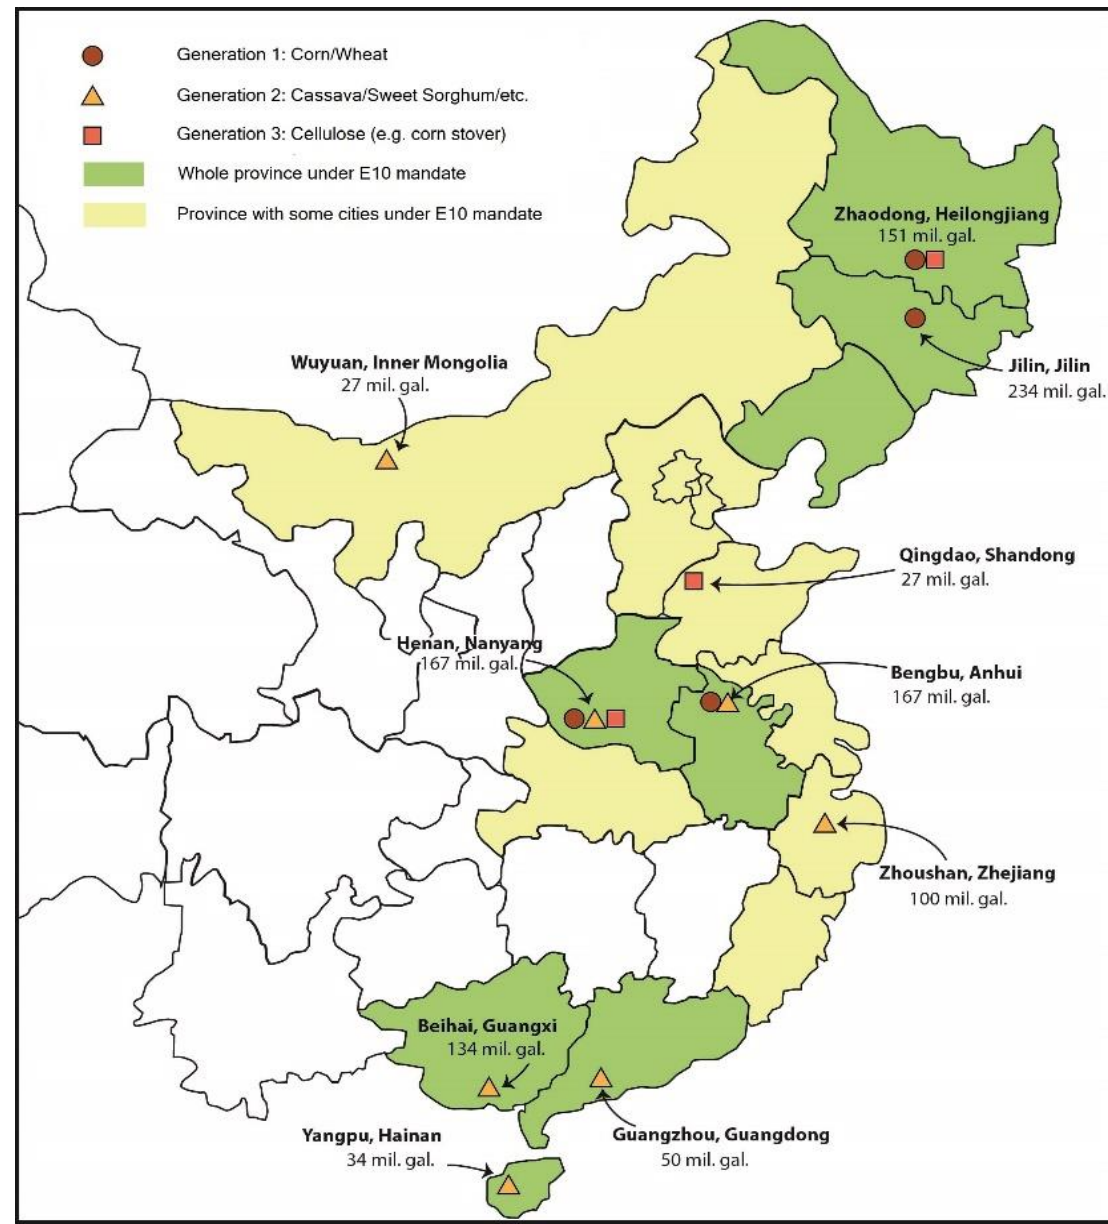 Generation 1: Corn/Wheat
Generation 2: Cassava/Sweet Sorghum/etc.
Generation 3: Cellulose (e.g. corn stover)
Whole province under E10 mandate
Province with some cities under E10 mandate
Zhaodong, Heilongjiang
151 mil. gal.
Wuyuan, Inner Mongolia
27 mil. gal.
Jilin, Jilin
234 mil. gal.
Qingdao, Shandong
27 mil. gal.
Henan, Nanyang
167 mil. gal.
Bengbu, Anhui
167 mil. gal.
Zhoushan, Zhejiang
100 mil. gal.
Beihai, Guangxi
134 mil. gal.
Yangpu, Hainan
34 mil. gal.
Guangzhou, Guangdong
50 mil. gal.